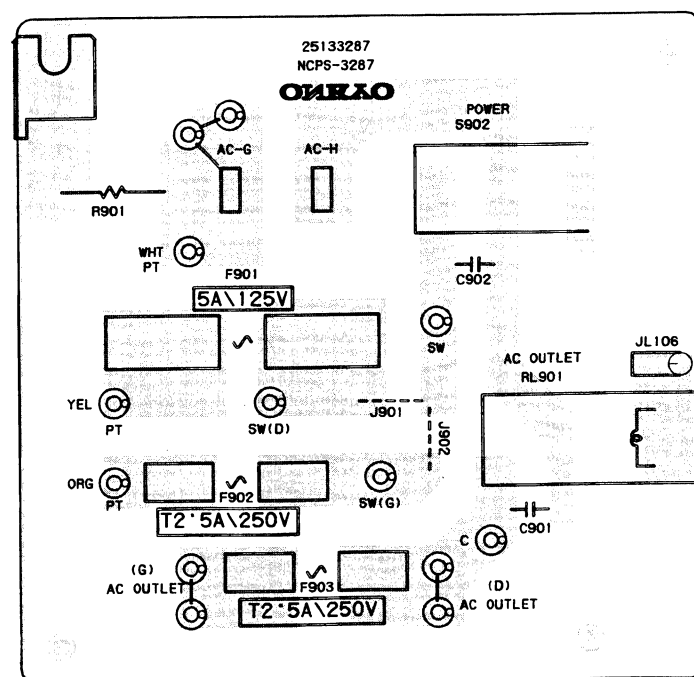 25133287
NCPS-3287
ONKYO
POWER
S902
AC-G
AC-H
R901
WHT
PT
C902
F901
5A\125V
SW
JL106
AC OUTLET
RL901
YEL
PT
SW(D)
J901
J902
ORG
PT
F902
SW(G)
T2·5A\250V
C901
C
(G)
AC OUTLET
F903
(D)
AC OUTLET
T2·5A\250V